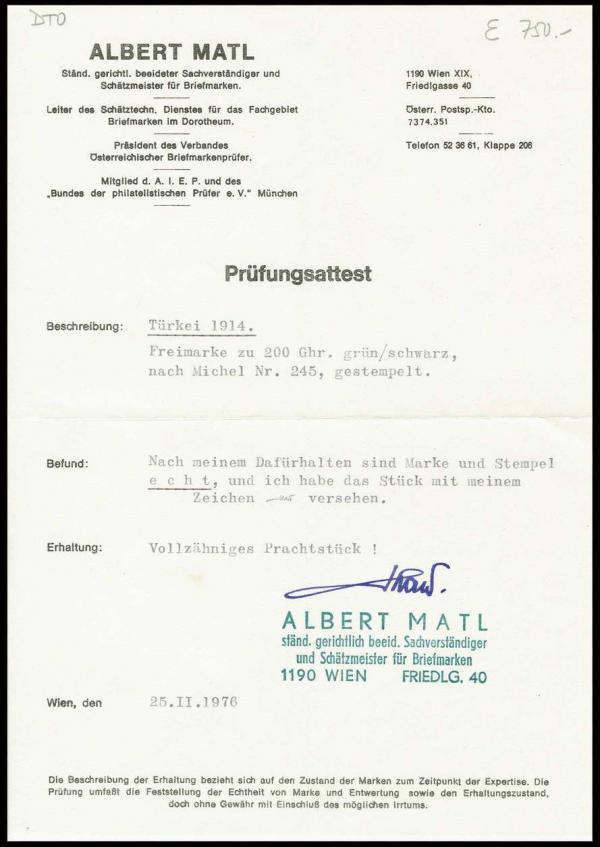 DTO
E 750.-
ALBERT MATL
Ständ. gerichtl. beeideter Sachverständiger und
Schätzmeister für Briefmarken.
Leiter des Schätztechn. Dienstes für das Fachgebiet
Briefmarken im Dorotheum.
Präsident des Verbandes
Österreichischer Briefmarkenprüfer.
Mitglied d. A. I. E. P. und des
„Bundes der philatelistischen Prüfer e. V." München
1190 Wien XIX,
Friedlgasse 40
Österr. Postsp.-Kto.
7374.351
Telefon 52 36 61, Klappe 206
Prüfungsattest
Beschreibung: Türkei 1914.
Freimarke zu 200 Ghr. grün/schwarz,
nach Michel Nr. 245, gestempelt.
Befund: Nach meinem Dafürhalten sind Marke und Stempel
e c h t, und ich habe das Stück mit meinem
Zeichen versehen.
Erhaltung: Vollzähniges Prachtstück !
ALBERT MATL
ständ. gerichtlich beeid. Sachverständiger
und Schätzmeister für Briefmarken
1190 WIEN FRIEDLG. 40
Wien, den 25.II.1976
Die Beschreibung der Erhaltung bezieht sich auf den Zustand der Marken zum Zeitpunkt der Expertise. Die
Prüfung umfaßt die Feststellung der Echtheit von Marke und Entwertung sowie den Erhaltungszustand,
doch ohne Gewähr mit Einschluß des möglichen Irrtums.